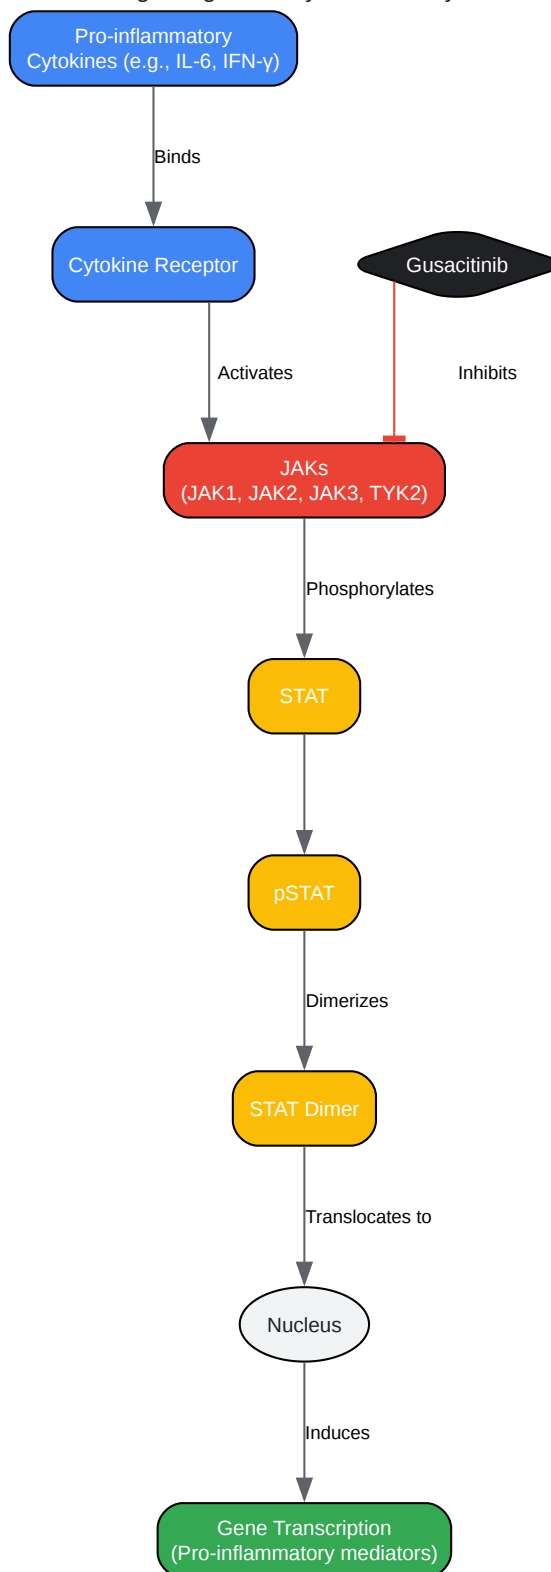 Pro-inflammatory
Cytokines (e.g., IL-6, IFN-γ)
Binds
Cytokine Receptor
Gusacitinib
Activates
Inhibits
JAKs
(JAK1, JAK2, JAK3, TYK2)
Phosphorylates
STAT
pSTAT
Dimerizes
STAT Dimer
Translocates to
Nucleus
Induces
Gene Transcription
(Pro-inflammatory mediators)